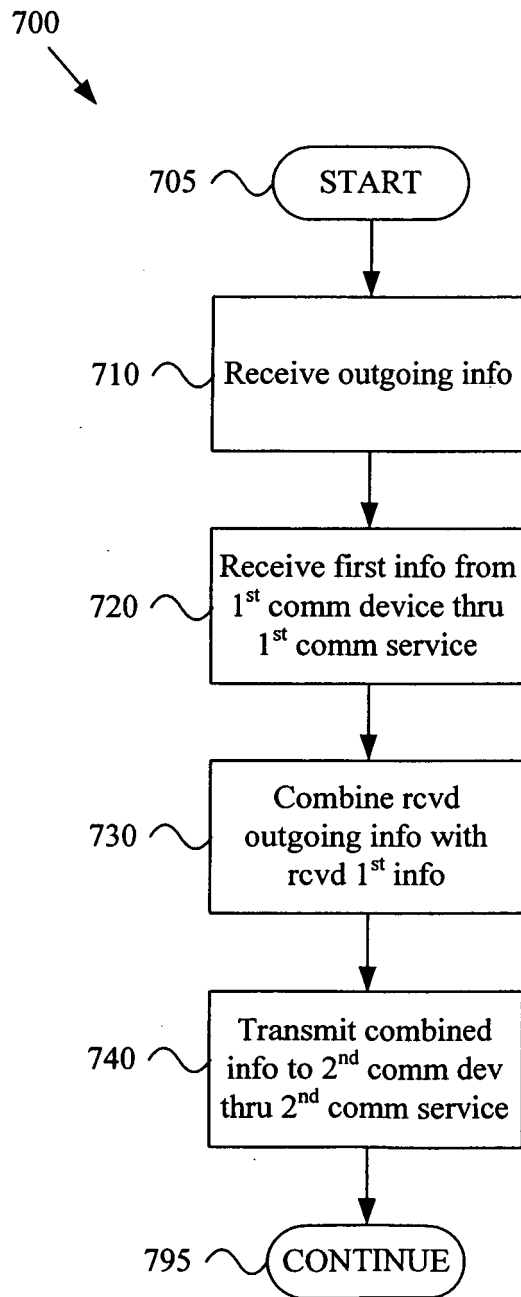 700
705
START
710
Receive outgoing info
720
Receive first info from
1st comm device thru
1st comm service
730
Combine rcvd
outgoing info with
rcvd 1st info
740
Transmit combined
info to 2nd comm dev
thru 2nd comm service
795
CONTINUE